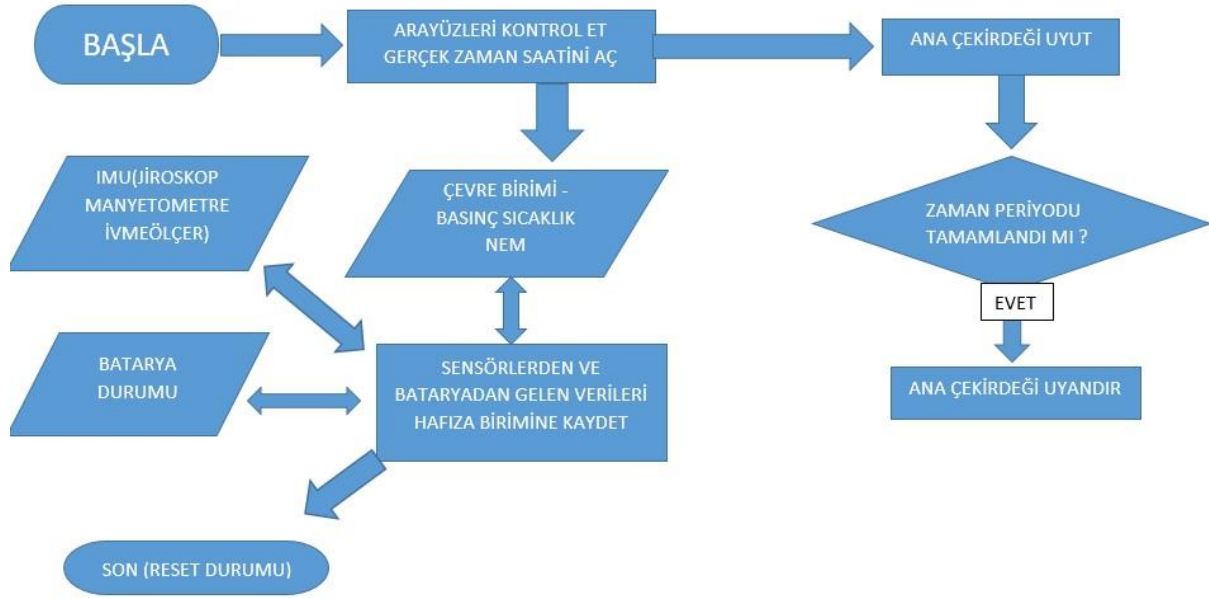 BAŞLA
ARAYÜZLERİ KONTROL ET
GERÇEK ZAMAN SAATİNİ AÇ
ANA ÇEKİRDEĞİ UYUT
IMU(JİROSKOP
MANYETOMETRE
İVMEÖLÇER)
ÇEVRE BİRİMİ -
BASINÇ SICAKLIK
NEM
ZAMAN PERİYODU
TAMAMLANDI MI ?
EVET
BATARYA
DURUMU
SENSÖRLERDEN VE
BATARYADAN GELEN VERİLERİ
HAFIZA BİRİMİNE KAYDET
ANA ÇEKİRDEĞİ UYANDIR
SON (RESET DURUMU)